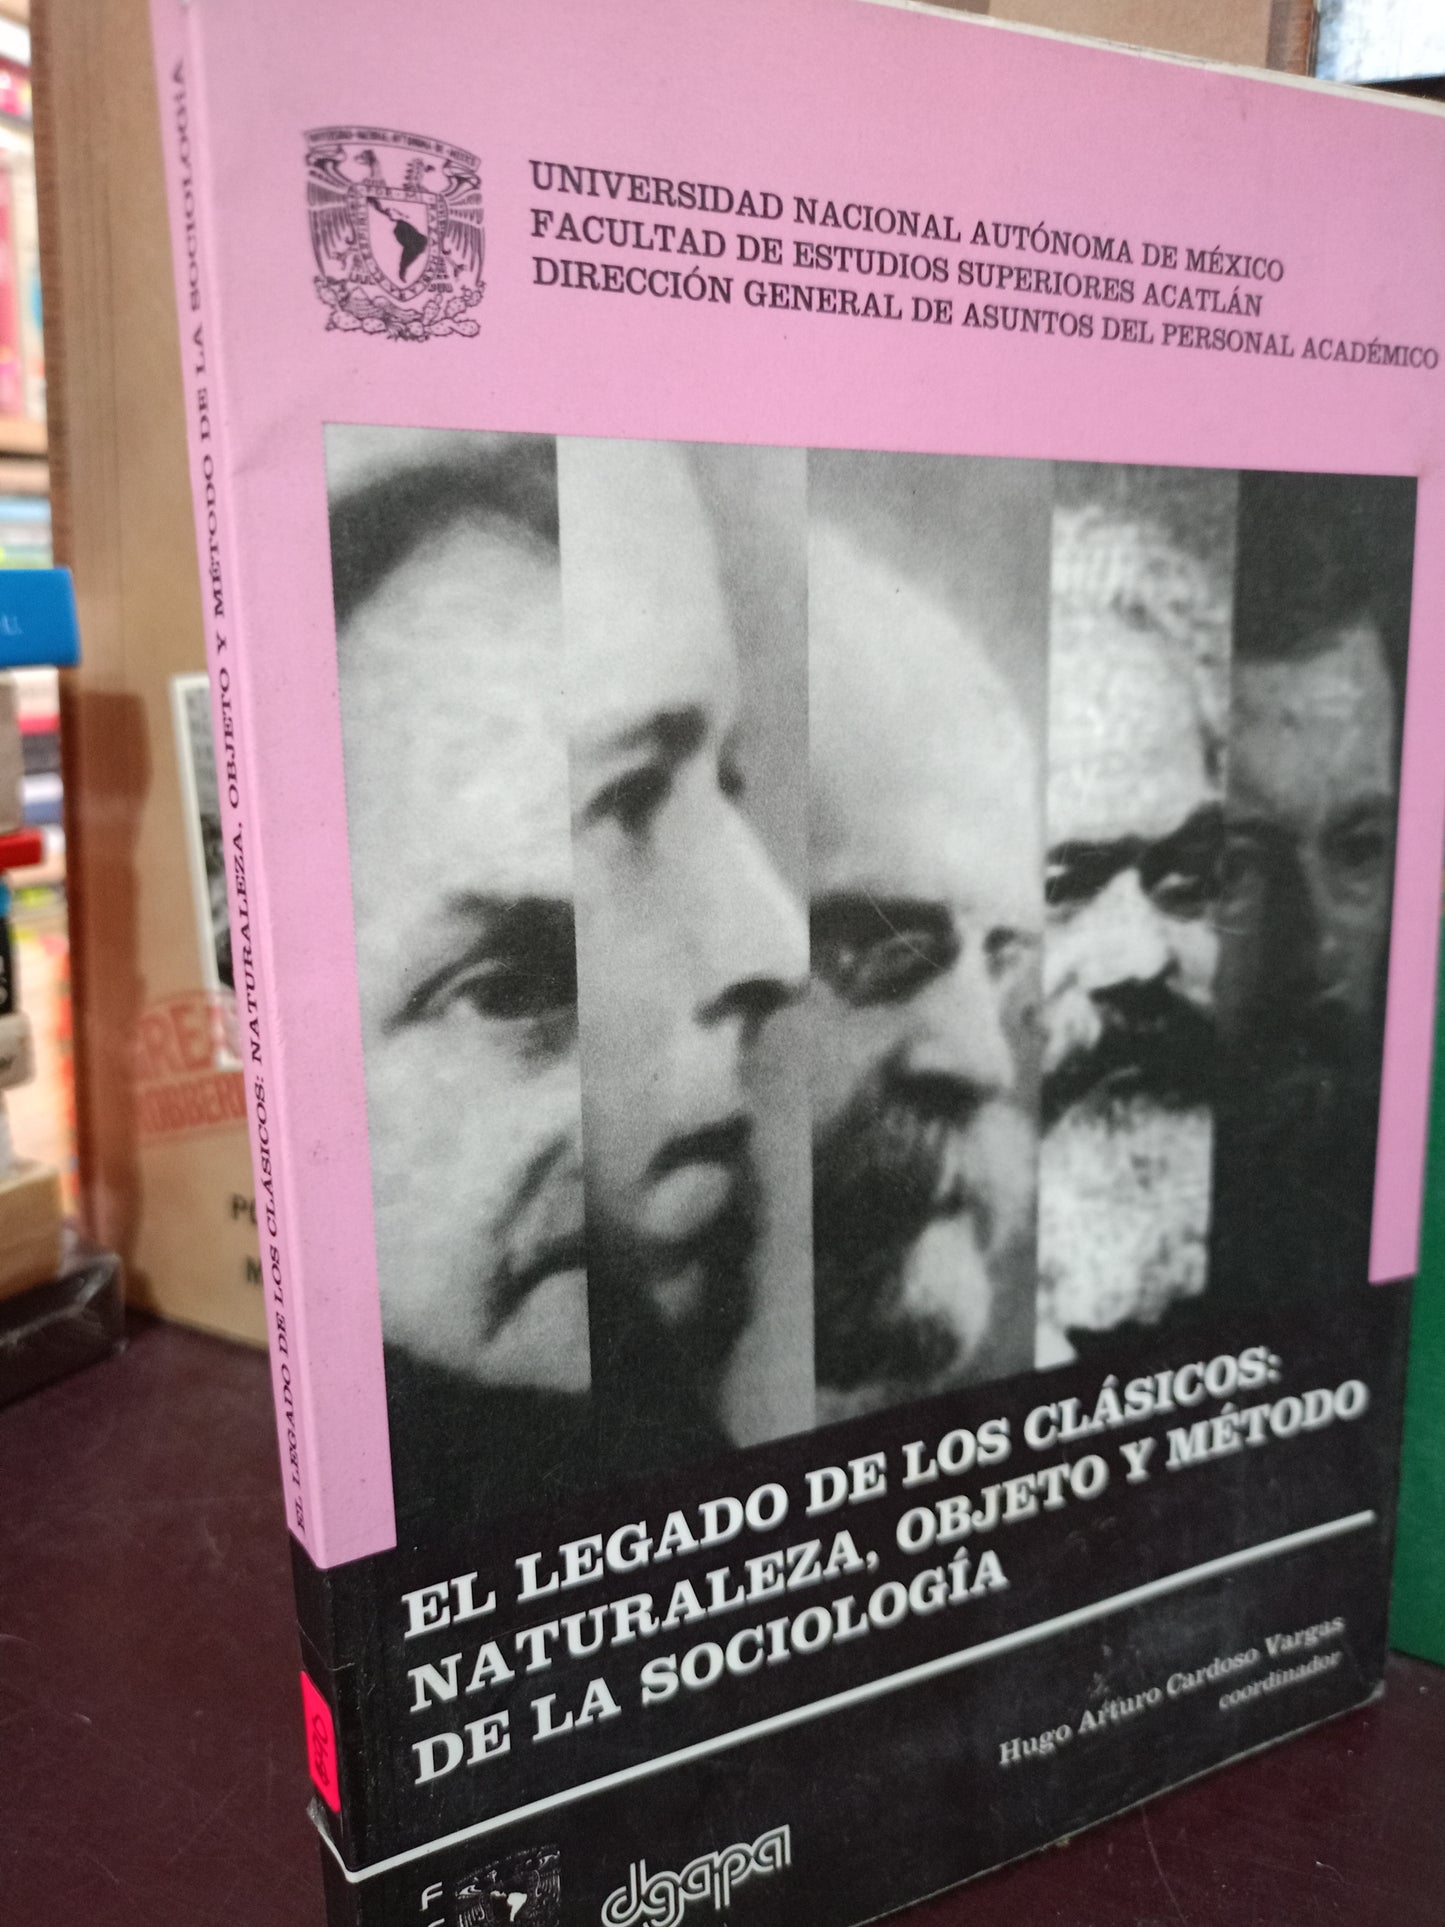 UNIVERSIDAD NACIONAL AUTÓNOMA DE MÉXICO
FACULTAD DE ESTUDIOS SUPERIORES ACATLÁN
DIRECCIÓN GENERAL DE ASUNTOS DEL PERSONAL ACADÉMICO
EL LEGADO DE LOS CLÁSICOS: NATURALEZA, OBJETO Y MÉTODO DE LA SOCIOLOGÍA
EL LEGADO DE LOS CLÁSICOS:
NATURALEZA, OBJETO Y MÉTODO
DE LA SOCIOLOGÍA
Hugo Arturo Cardoso Vargas
coordinador
F
dgapa